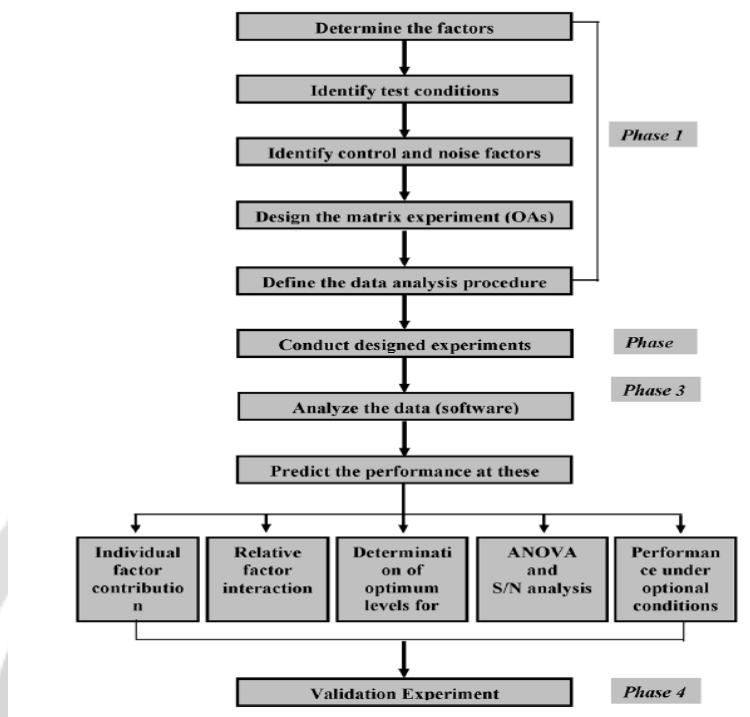 Determine the factors
Identify test conditions
Phase 1
Identify control and noise factors
Design the matrix experiment (OAs)
Define the data analysis procedure
Conduct designed experiments
Phase
Phase 3
Analyze the data (software)
Predict the performance at these
Individual
factor
contributio
n
Relative
factor
interaction
Determinati
on of
optimum
levels for
ANOVA
and
S/N analysis
Performan
ce under
optional
conditions
Validation Experiment
Phase 4